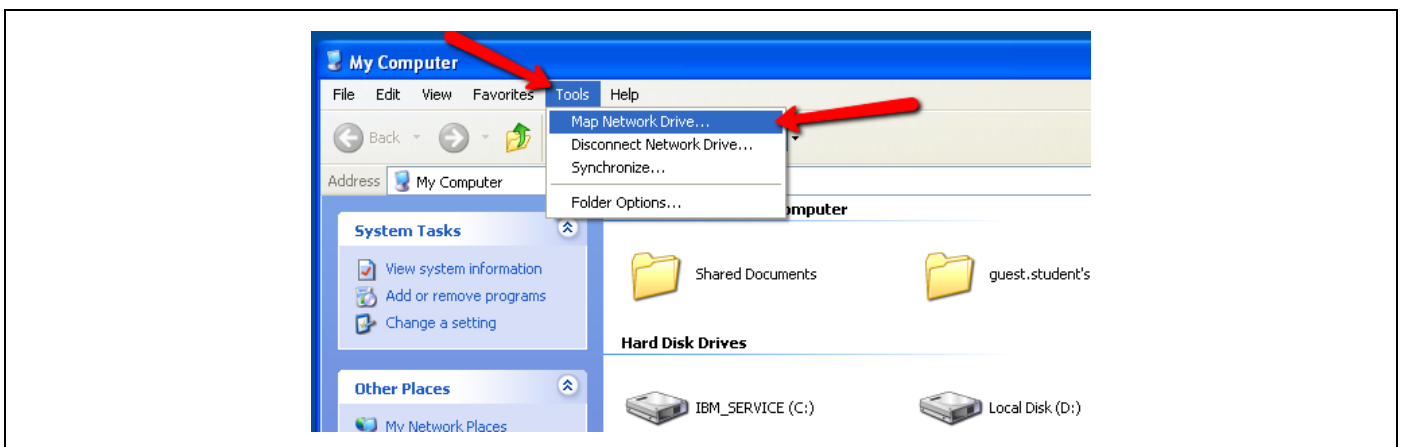 My Computer
File Edit View Favorites Tools Help
Back
Map Network Drive...
Disconnect Network Drive...
Synchronize...
Folder Options...
Address My Computer
omputer
System Tasks
View system information
Add or remove programs
Change a setting
Shared Documents
guest.student's
Hard Disk Drives
Other Places
My Network Places
IBM_SERVICE (C:)
Local Disk (D:)